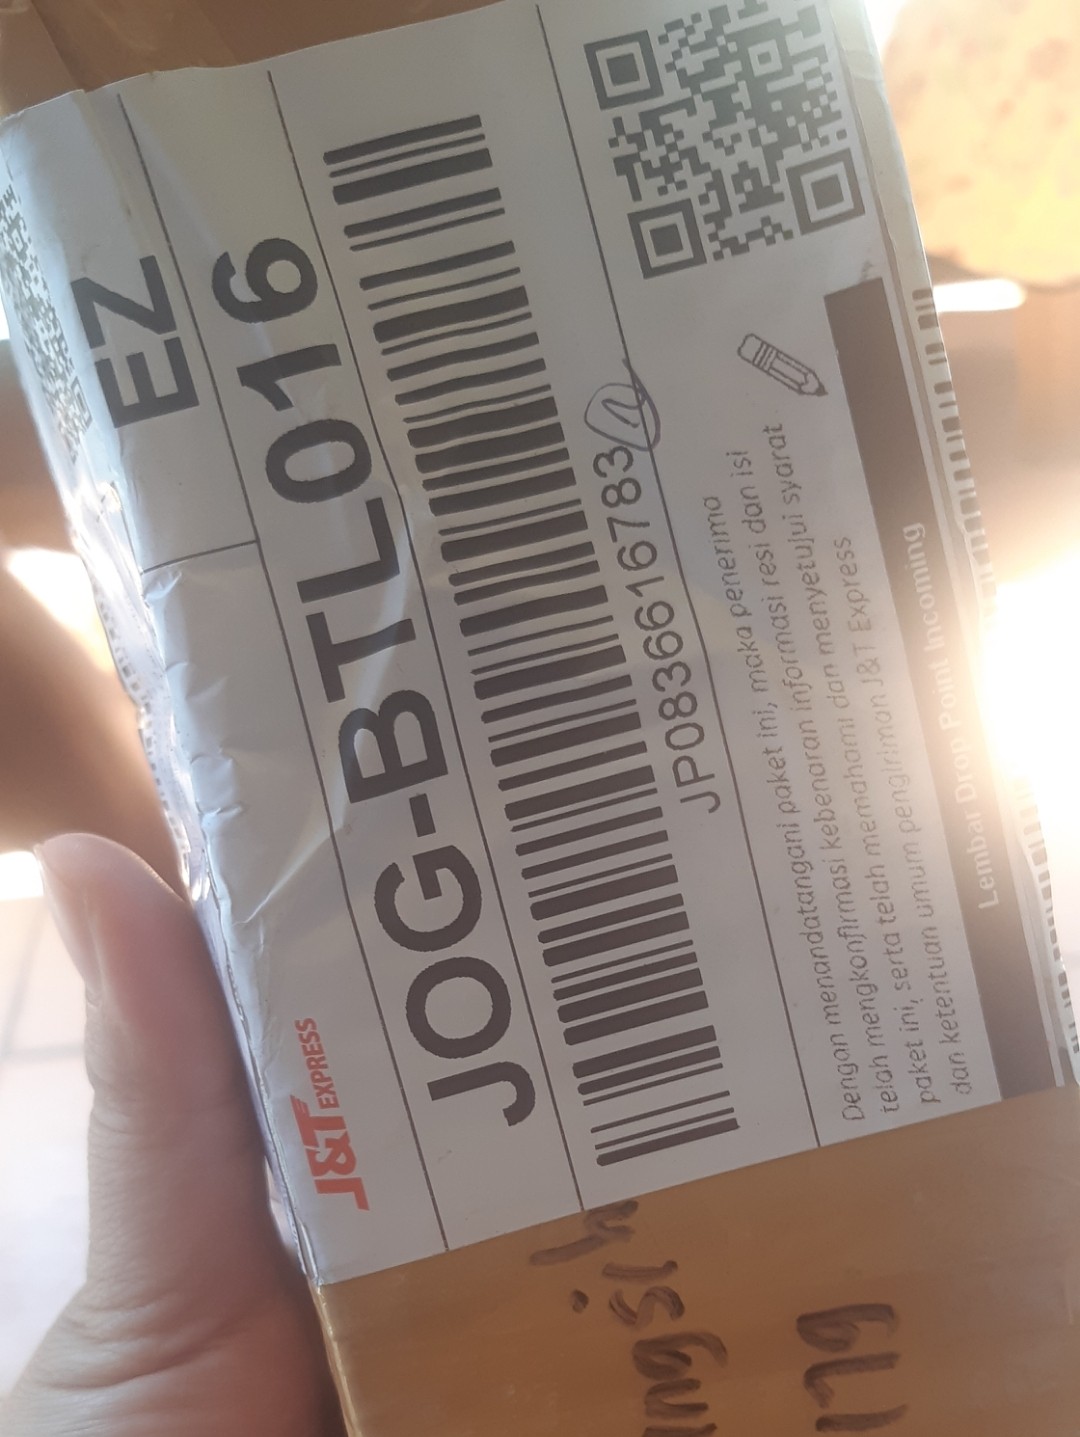 J&T EXPRESS
EZ
JOG-BTL016
JP0836616783
Dengan menandatangani paket ini, maka penerima
telah mengkonfirmasi kebenaran informasi resi dan isi
paket ini, serta telah memahami dan menyetujui syarat
dan ketentuan umum pengiriman J&T Express
Lembar Drop Point Incoming